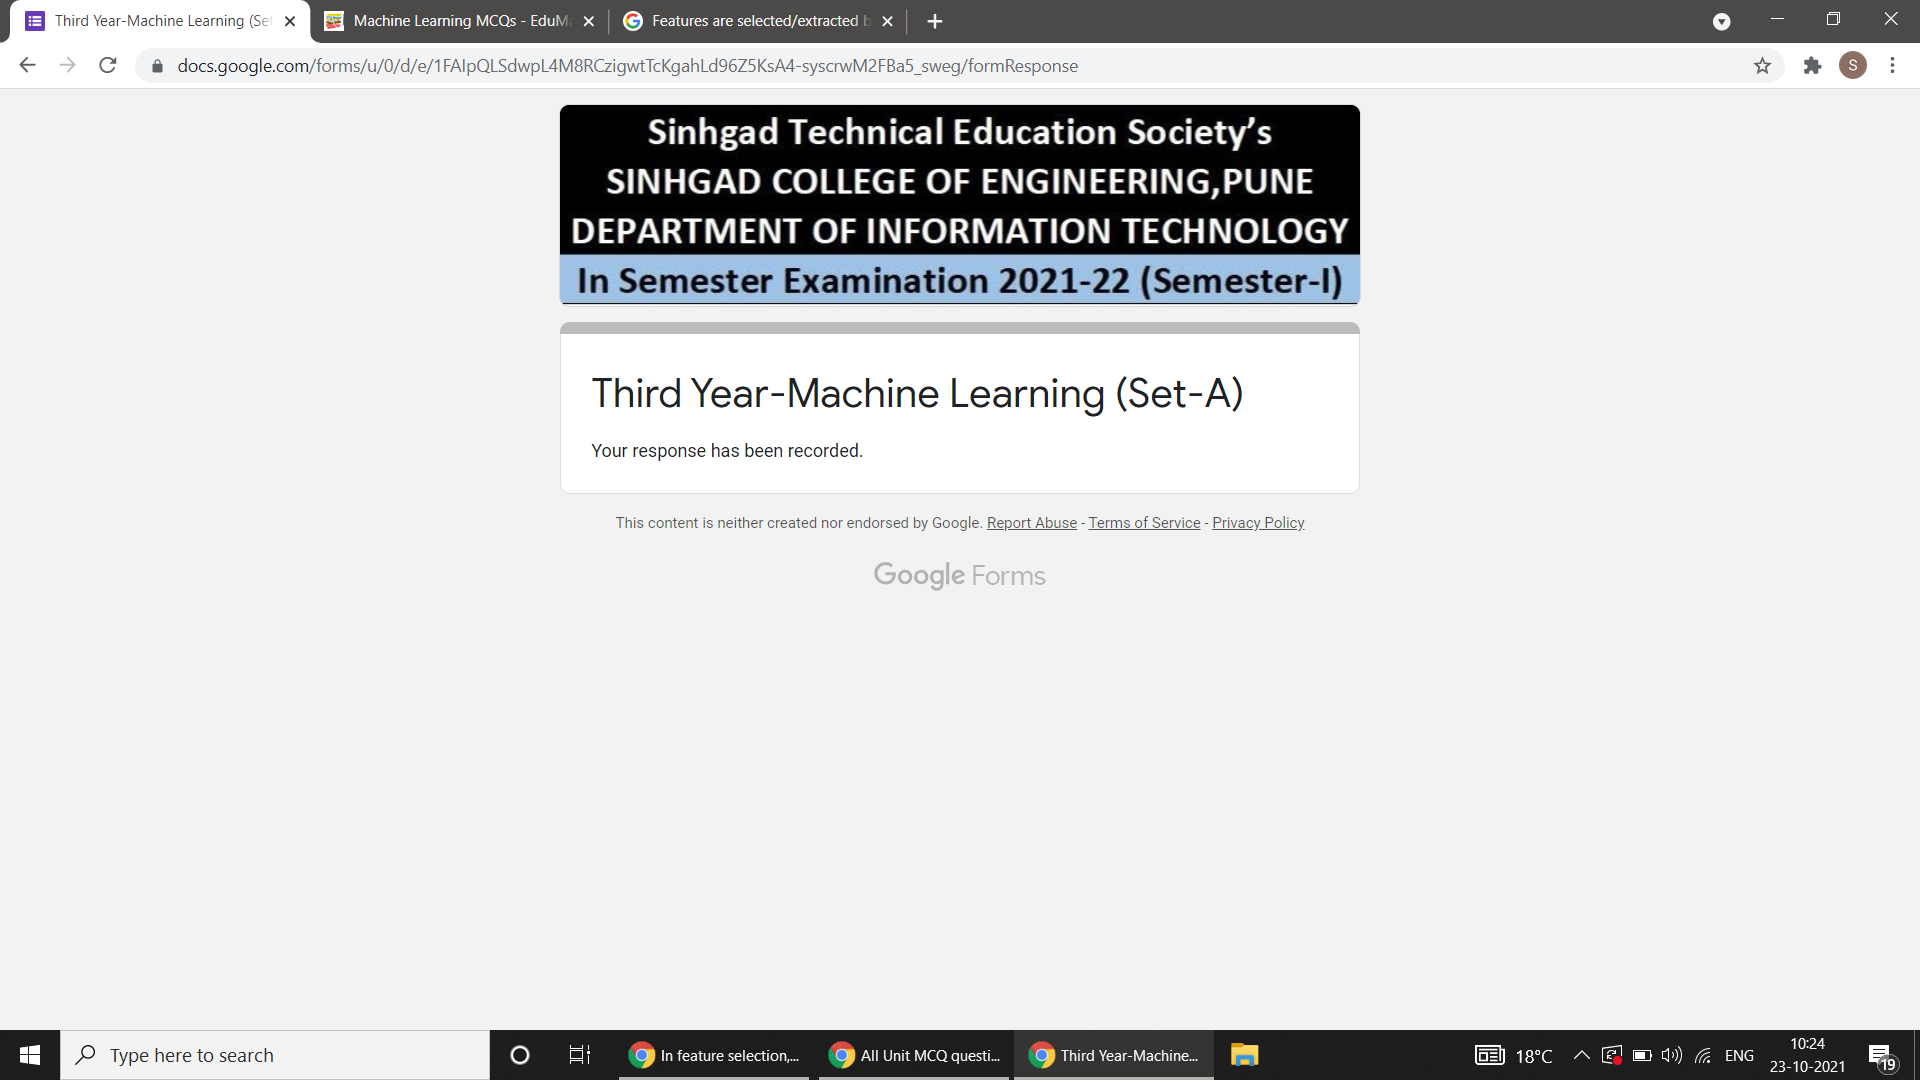 Third Year-Machine Learning (Set
Machine Learning MCQs - EduM
Features are selected/extracted b
docs.google.com/forms/u/0/d/e/1FAIpQLSdwpL4M8RCzigwtTcKgahLd96Z5KsA4-syscrwM2FBa5_sweg/formResponse
S
Sinhgad Technical Education Society's
SINHGAD COLLEGE OF ENGINEERING,PUNE
DEPARTMENT OF INFORMATION TECHNOLOGY
In Semester Examination 2021-22 (Semester-I)
Third Year-Machine Learning (Set-A)
Your response has been recorded.
This content is neither created nor endorsed by Google. Report Abuse - Terms of Service - Privacy Policy
Google Forms
Type here to search
In feature selection,...
All Unit MCQ questi...
Third Year-Machine...
18°C
ENG
10:24
23-10-2021
19